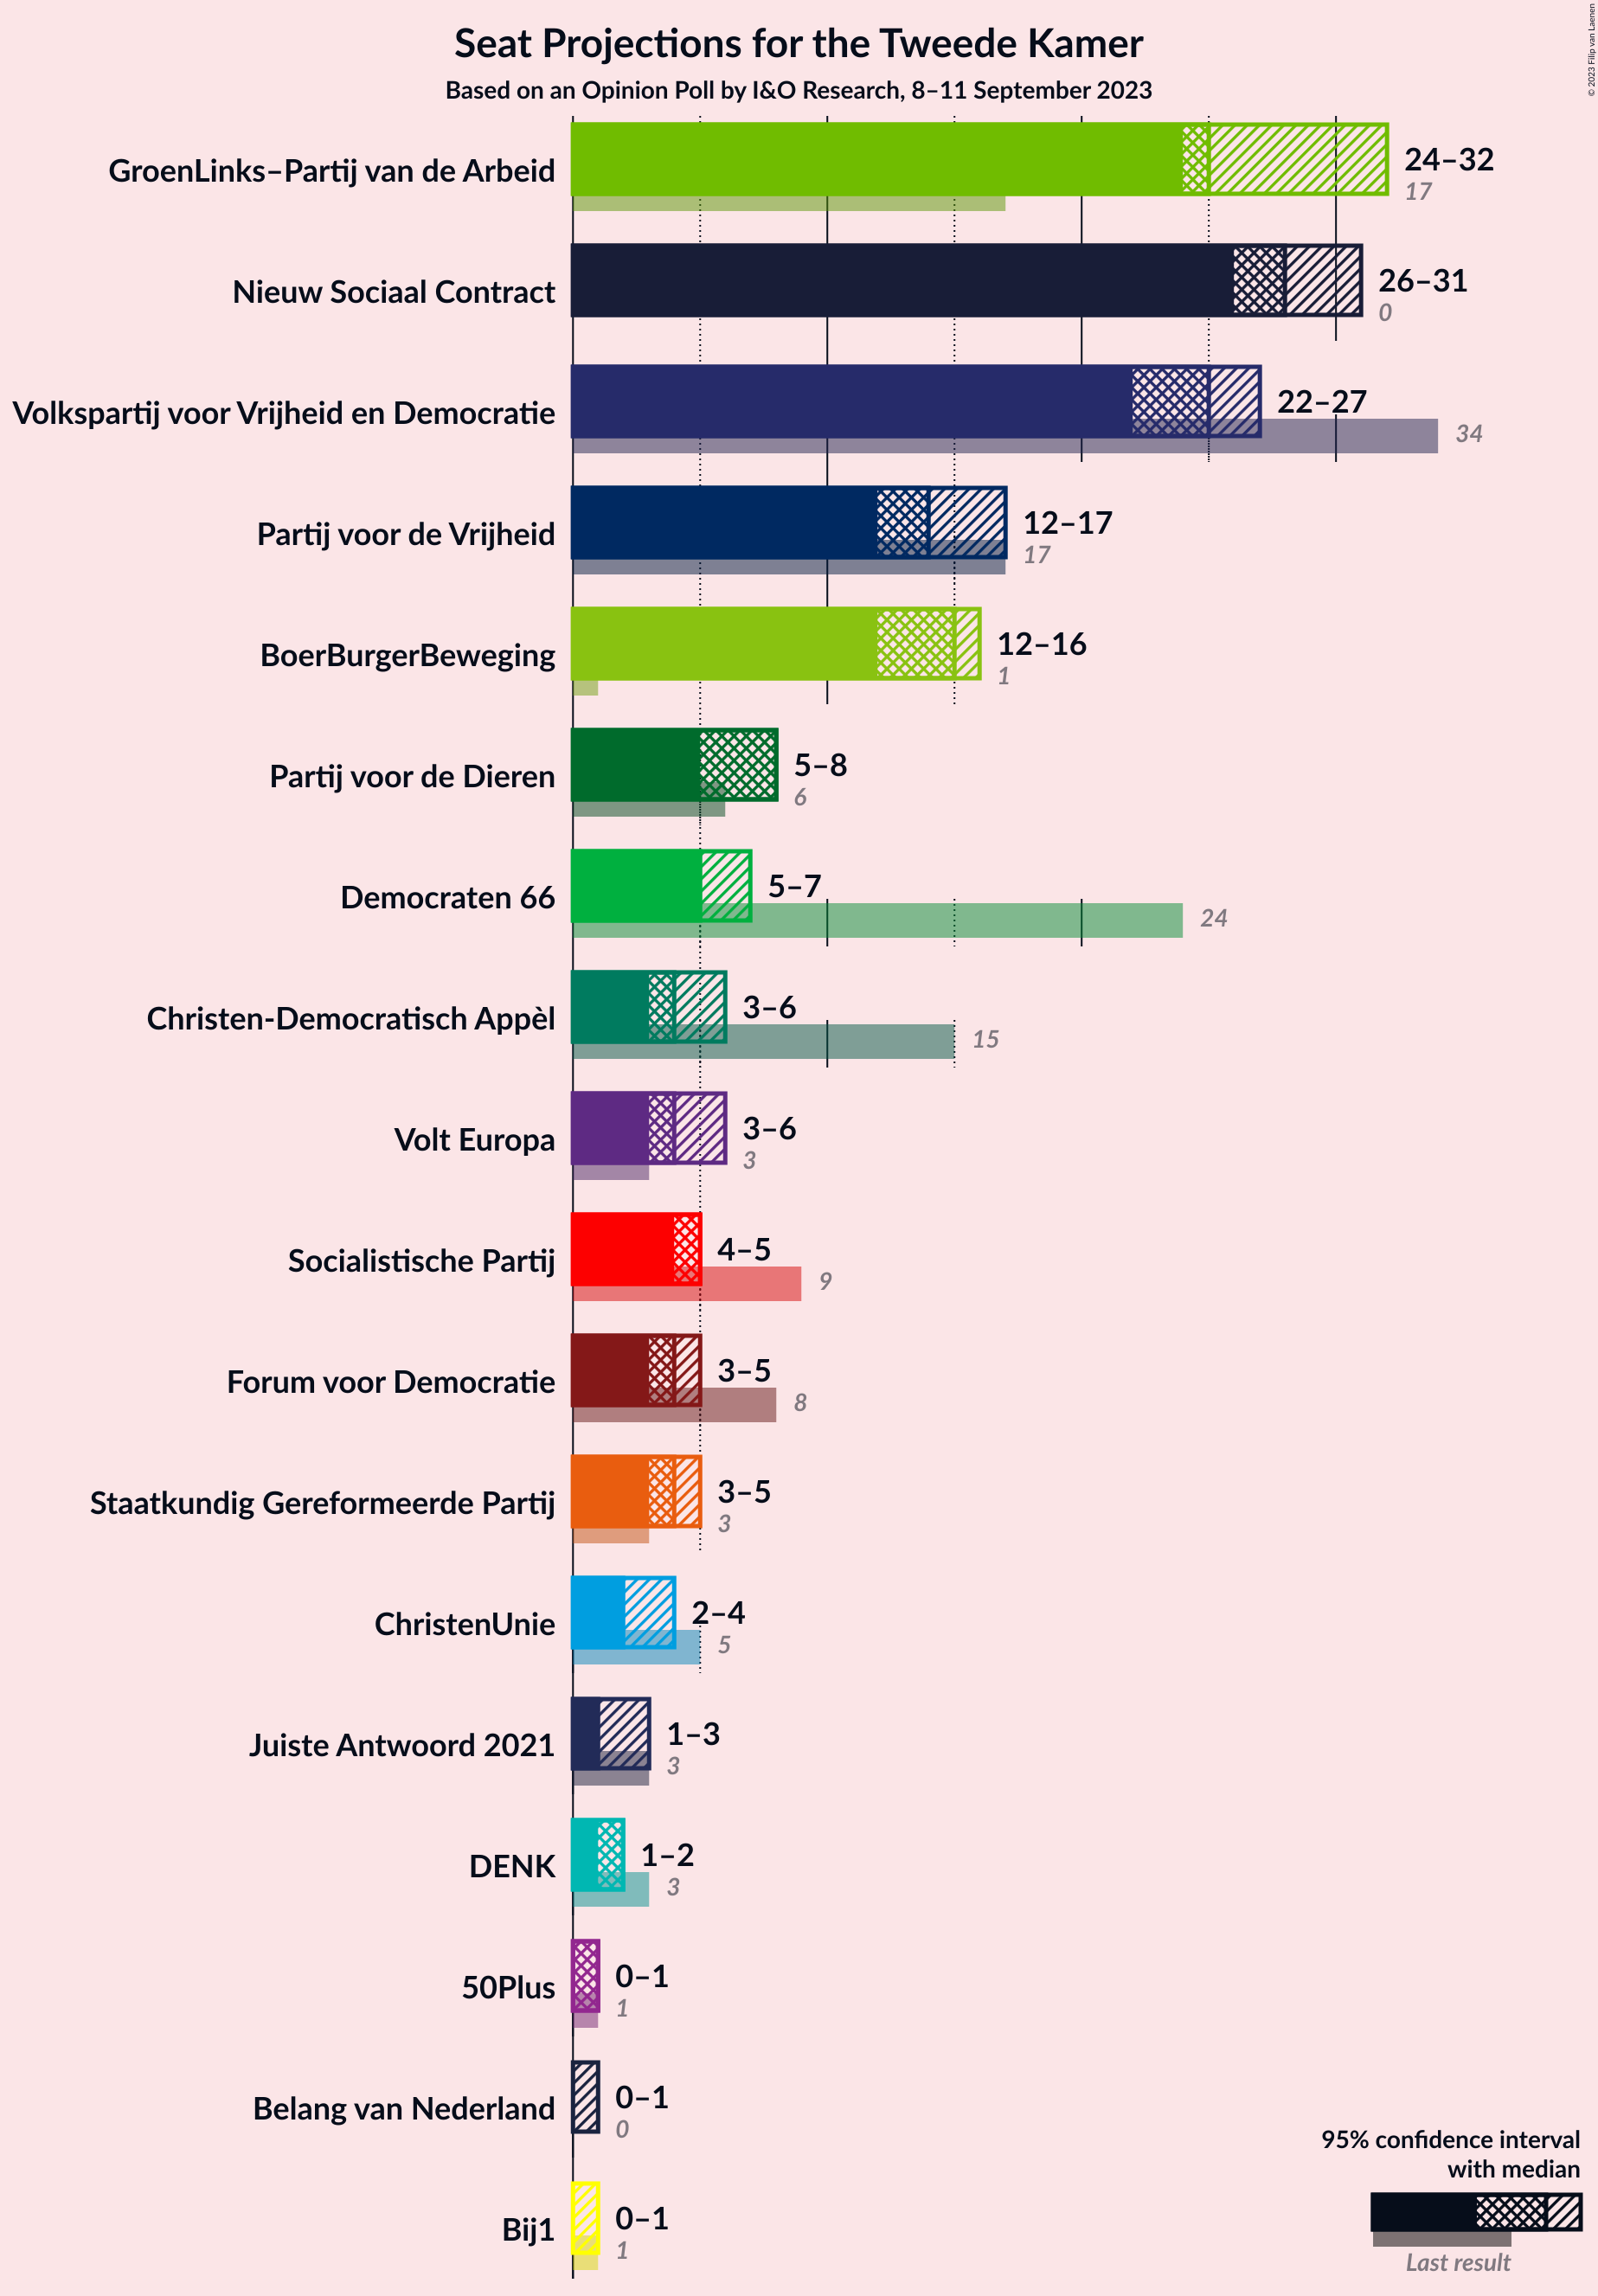 Seat Projections for the Tweede Kamer
Based on an Opinion Poll by I&O Research, 8–11 September 2023
© 2023 Filip van Laenen
GroenLinks–Partij van de Arbeid
24–32
17
Nieuw Sociaal Contract
26–31
0
Volkspartij voor Vrijheid en Democratie
22–27
34
Partij voor de Vrijheid
12–17
17
BoerBurgerBeweging
12–16
1
Partij voor de Dieren
5–8
6
Democraten 66
5–7
24
Christen-Democratisch Appèl
3–6
15
Volt Europa
3–6
3
Socialistische Partij
4–5
9
Forum voor Democratie
3–5
8
Staatkundig Gereformeerde Partij
3–5
3
ChristenUnie
2–4
5
Juiste Antwoord 2021
1–3
3
DENK
1–2
3
50Plus
0–1
1
Belang van Nederland
0–1
0
Bij1
0–1
1
95% confidence interval
with median
Last result